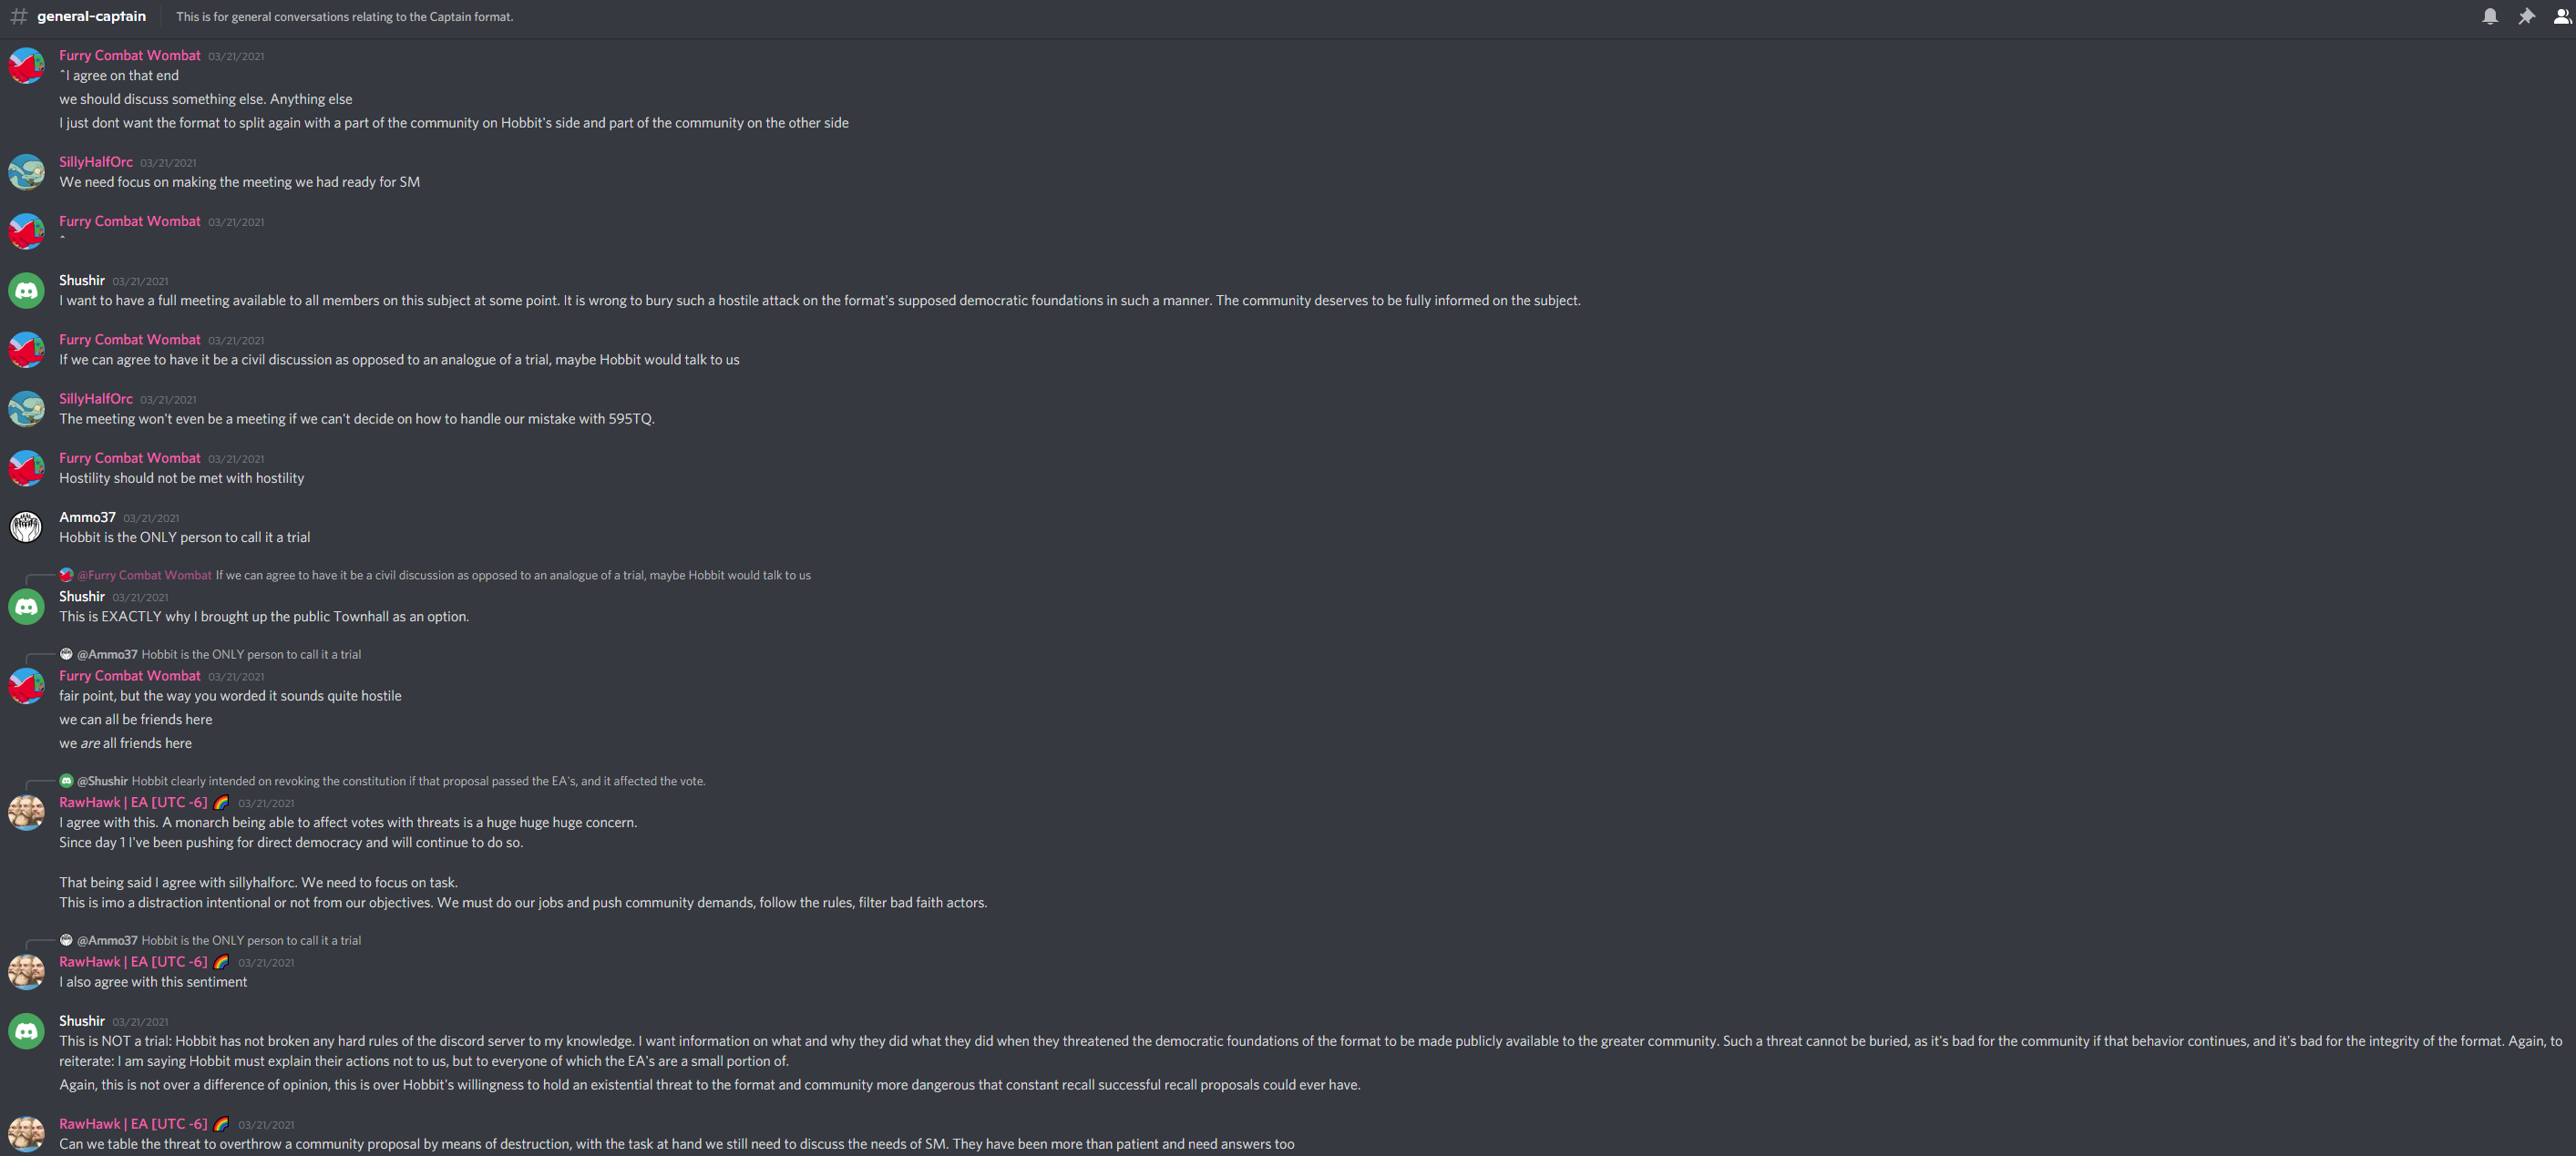 # general-captain This is for general conversations relating to the Captain format.
Furry Combat Wombat 03/21/2021
^I agree on that end
we should discuss something else. Anything else
I just dont want the format to split again with a part of the community on Hobbit's side and part of the community on the other side
SillyHalfOrc 03/21/2021
We need focus on making the meeting we had ready for SM
Furry Combat Wombat 03/21/2021
^
Shushir 03/21/2021
I want to have a full meeting available to all members on this subject at some point. It is wrong to bury such a hostile attack on the format's supposed democratic foundations in such a manner. The community deserves to be fully informed on the subject.
Furry Combat Wombat 03/21/2021
If we can agree to have it be a civil discussion as opposed to an analogue of a trial, maybe Hobbit would talk to us
SillyHalfOrc 03/21/2021
The meeting won't even be a meeting if we can't decide on how to handle our mistake with 595TQ.
Furry Combat Wombat 03/21/2021
Hostility should not be met with hostility
Ammo37 03/21/2021
Hobbit is the ONLY person to call it a trial
@Furry Combat Wombat If we can agree to have it be a civil discussion as opposed to an analogue of a trial, maybe Hobbit would talk to us
Shushir 03/21/2021
This is EXACTLY why I brought up the public Townhall as an option.
@Ammo37 Hobbit is the ONLY person to call it a trial
Furry Combat Wombat 03/21/2021
fair point, but the way you worded it sounds quite hostile
we can all be friends here
we are all friends here
@Shushir Hobbit clearly intended on revoking the constitution if that proposal passed the EA's, and it affected the vote.
RawHawk | EA [UTC -6] 🌈 03/21/2021
I agree with this. A monarch being able to affect votes with threats is a huge huge huge concern.
Since day 1 I've been pushing for direct democracy and will continue to do so.
That being said I agree with sillyhalforc. We need to focus on task.
This is imo a distraction intentional or not from our objectives. We must do our jobs and push community demands, follow the rules, filter bad faith actors.
@Ammo37 Hobbit is the ONLY person to call it a trial
RawHawk | EA [UTC -6] 🌈 03/21/2021
I also agree with this sentiment
Shushir 03/21/2021
This is NOT a trial: Hobbit has not broken any hard rules of the discord server to my knowledge. I want information on what and why they did what they did when they threatened the democratic foundations of the format to be made publicly available to the greater community. Such a threat cannot be buried, as it's bad for the community if that behavior continues, and it's bad for the integrity of the format. Again, to
reiterate: I am saying Hobbit must explain their actions not to us, but to everyone of which the EA's are a small portion of.
Again, this is not over a difference of opinion, this is over Hobbit's willingness to hold an existential threat to the format and community more dangerous that constant recall successful recall proposals could ever have.
RawHawk | EA [UTC -6] 🌈 03/21/2021
Can we table the threat to overthrow a community proposal by means of destruction, with the task at hand we still need to discuss the needs of SM. They have been more than patient and need answers too